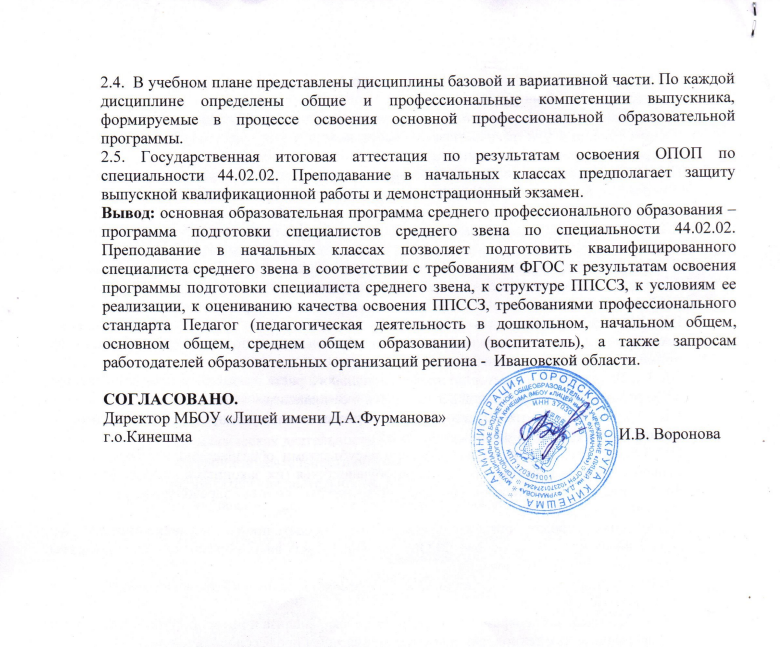 2.4. В учебном плане представлены дисциплины базовой и вариативной части. По каждой
дисциплине определены общие и профессиональные компетенции выпускника,
формируемые в процессе освоения основной профессиональной образовательной
программы.
2.5. Государственная итоговая аттестация по результатам освоения ОПОП по
специальности 44.02.02. Преподавание в начальных классах предполагает защиту
выпускной квалификационной работы и демонстрационный экзамен.
Вывод: основная образовательная программа среднего профессионального образования –
программа подготовки специалистов среднего звена по специальности 44.02.02.
Преподавание в начальных классах позволяет подготовить квалифицированного
специалиста среднего звена в соответствии с требованиям ФГОС к результатам освоения
программы подготовки специалиста среднего звена, к структуре ППССЗ, к условиям ее
реализации, к оцениванию качества освоения ППССЗ, требованиями профессионального
стандарта Педагог (педагогическая деятельность в дошкольном, начальном общем,
основном общем, среднем общем образовании) (воспитатель), а также запросам
работодателей образовательных организаций региона - Ивановской области.
СОГЛАСОВАНО.
Директор МБОУ «Лицей имени Д.А.Фурманова»
г.о.Кинешма
И.В. Воронова
АДМИНИСТРАЦИЯ ГОРОДСКОГО ОКРУГА КИНЕШМА